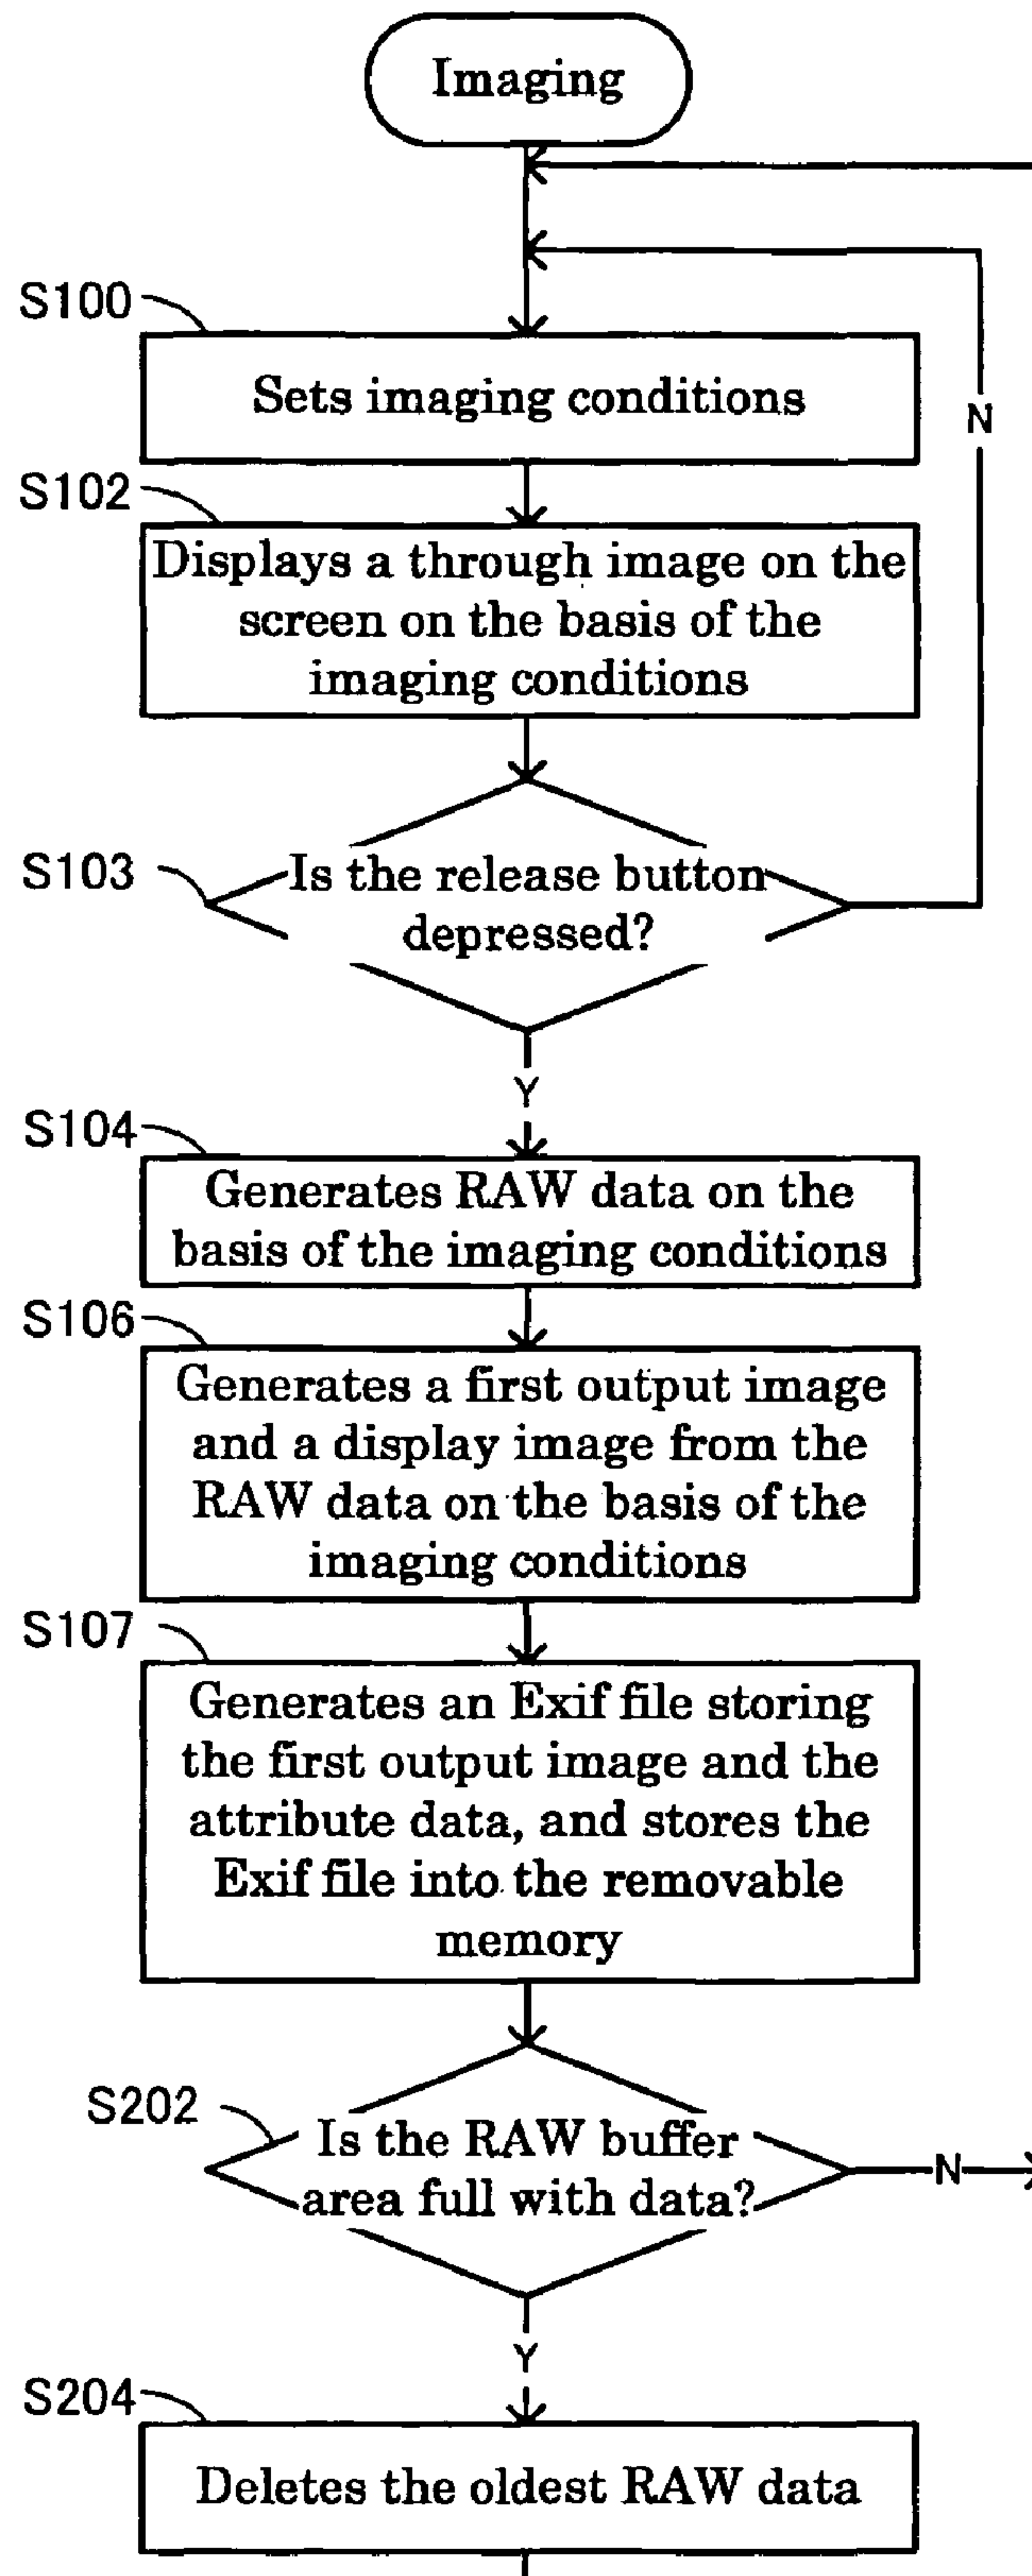 Imaging
S100
Sets imaging conditions
N
S102
Displays a through image on the
screen on the basis of the
imaging conditions
S103
Is the release button
depressed?
Y
S104
Generates RAW data on the
basis of the imaging conditions
S106
Generates a first output image
and a display image from the
RAW data on the basis of the
imaging conditions
S107
Generates an Exif file storing
the first output image and the
attribute data, and stores the
Exif file into the removable
memory
S202
Is the RAW buffer
area full with data?
N
Y
S204
Deletes the oldest RAW data